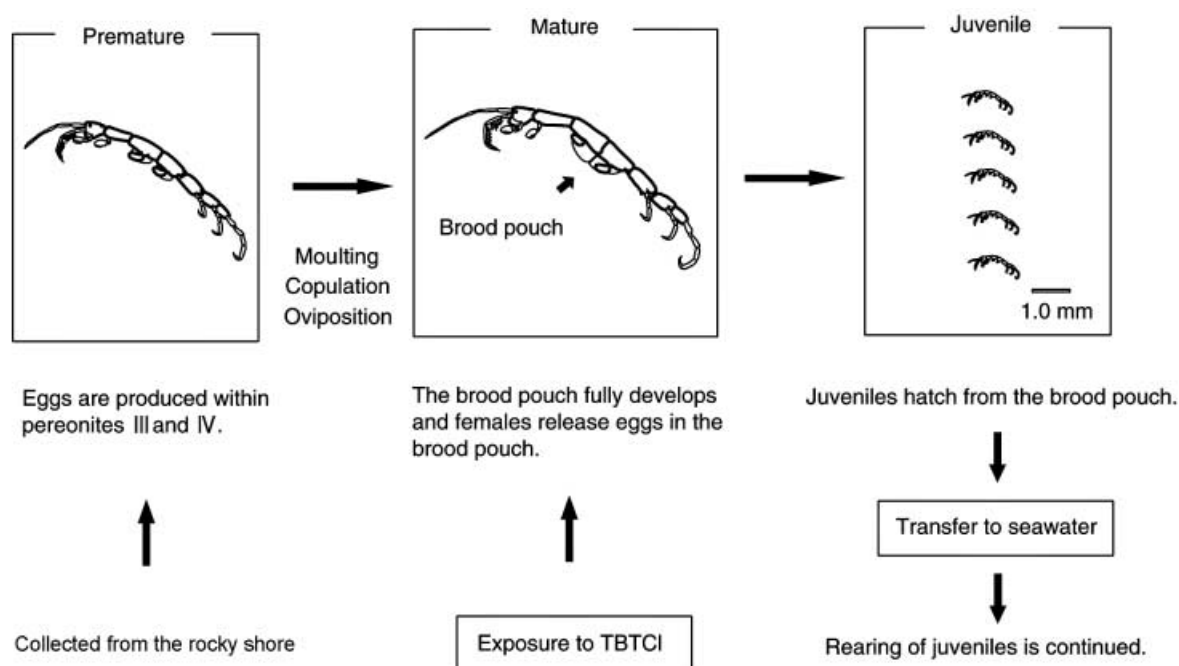 Premature
Mature
Juvenile
Brood pouch
Moulting
Copulation
Oviposition
1.0 mm
Eggs are produced within
pereonites III and IV.
The brood pouch fully develops
and females release eggs in the
brood pouch.
Juveniles hatch from the brood pouch.
Transfer to seawater
Collected from the rocky shore
Exposure to TBTCl
Rearing of juveniles is continued.